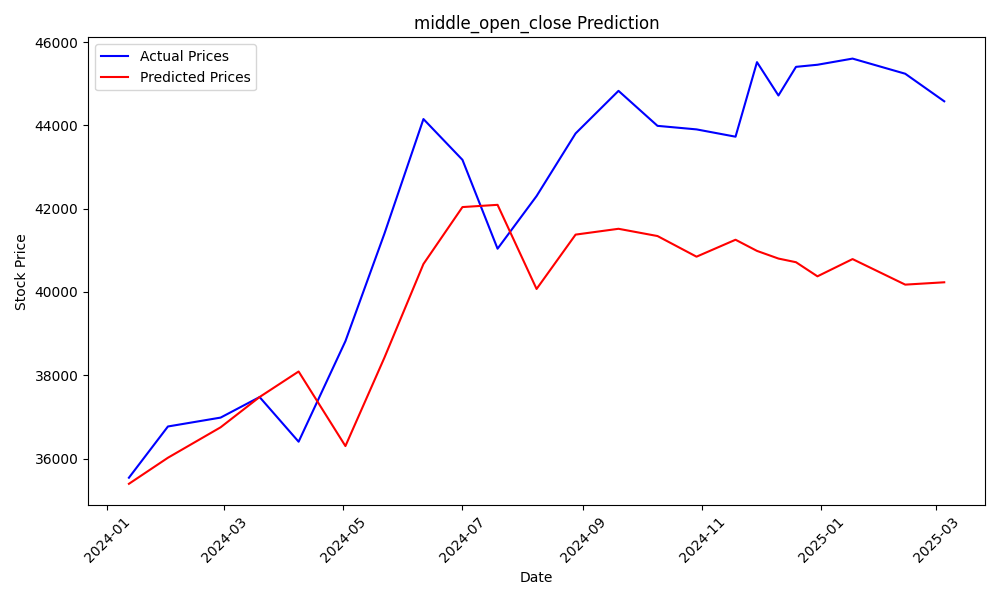 middle_open_close Prediction
Actual Prices
Predicted Prices
Stock Price
46000
44000
42000
40000
38000
36000
2024-01
2024-03
2024-05
2024-07
2024-09
2024-11
2025-01
2025-03
Date